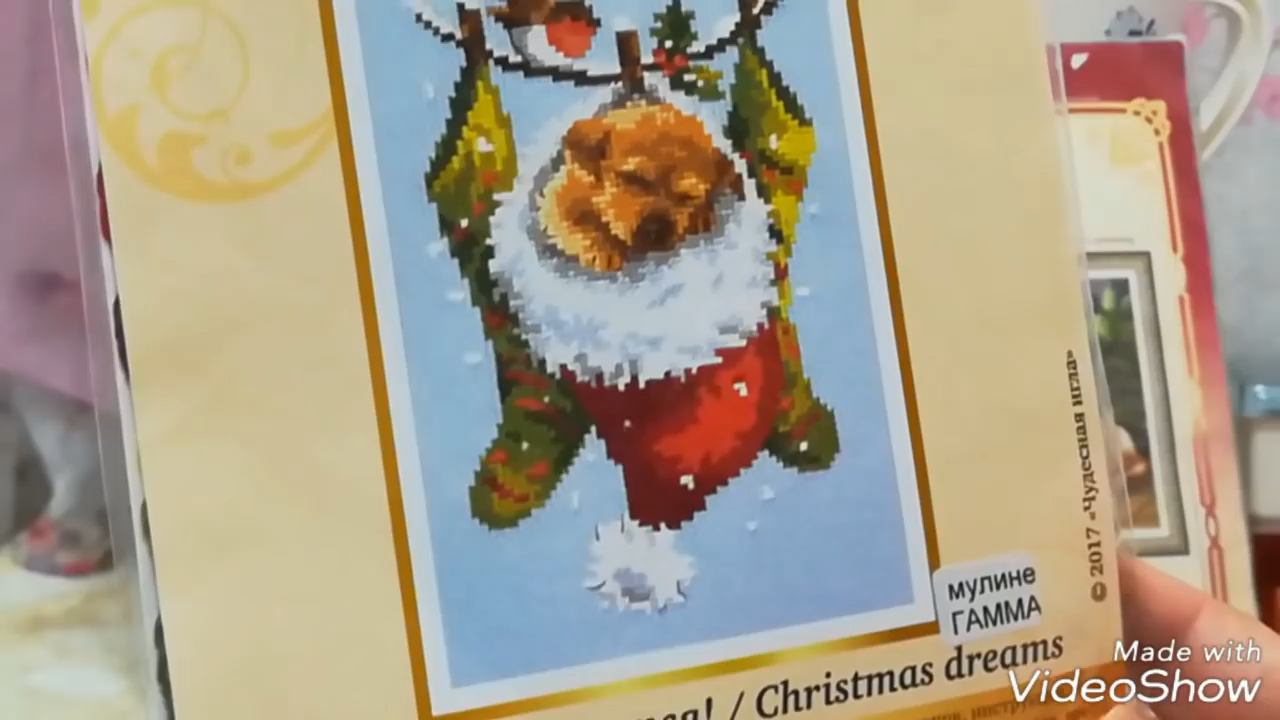 © 2017 «Чудесная игла»
мулине
ГАММА
! / Christmas dreams
Made with
VideoShow